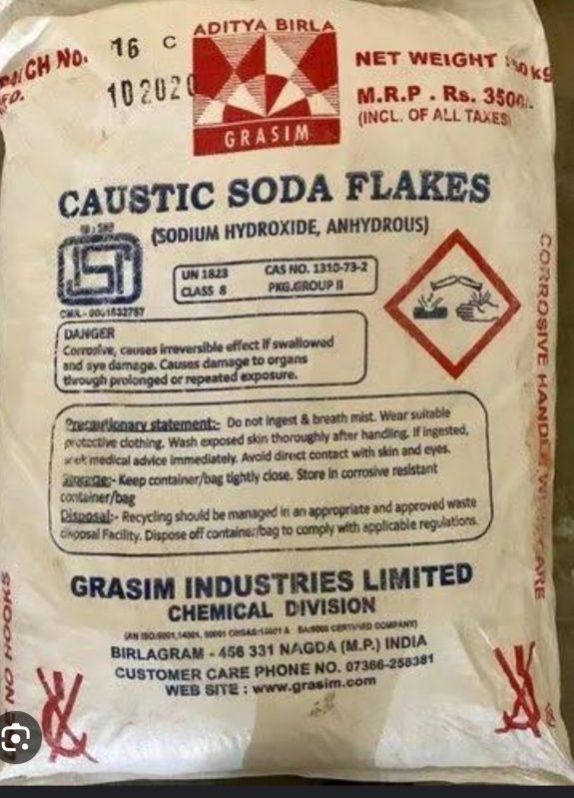 ADITYA BIRLA
CH No. 16 C
102020
GRASIM
NET WEIGHT : 50 kg
M.R.P . Rs. 3500/-
(INCL. OF ALL TAXES)
CAUSTIC SODA FLAKES
(SODIUM HYDROXIDE, ANHYDROUS)
UN 1823 CAS NO. 1310-73-2
CLASS 8 PKG.GROUP II
DANGER
Corrosive, causes irreversible effect if swallowed
and eye damage. Causes damage to organs
through prolonged or repeated exposure.
Precautionary statement:- Do not ingest & breath mist. Wear suitable
protective clothing. Wash exposed skin thoroughly after handling. If ingested,
seek medical advice immediately. Avoid direct contact with skin and eyes.
Storage:- Keep container/bag tightly close. Store in corrosive resistant
container/bag
Disposal:- Recycling should be managed in an appropriate and approved waste
disposal Facility. Dispose off container/bag to comply with applicable regulations.
CORROSIVE HANDLE WITH CARE
NO HOOKS
GRASIM INDUSTRIES LIMITED
CHEMICAL DIVISION
BIRLAGRAM - 456 331 NAGDA (M.P.) INDIA
CUSTOMER CARE PHONE NO. 07366-258381
WEB SITE : www.grasim.com